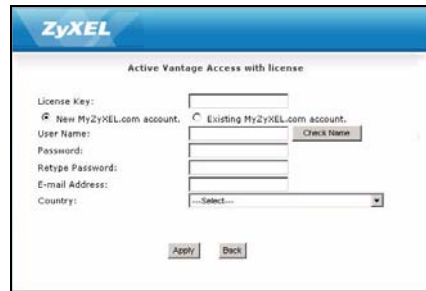 ZyXEL
Active Vantage Access with license
License Key:
New MyZyXEL.com account. Existing MyZyXEL.com account.
User Name: Check Name
Password:
Retype Password:
E-mail Address:
Country: ---Select---
Apply Back